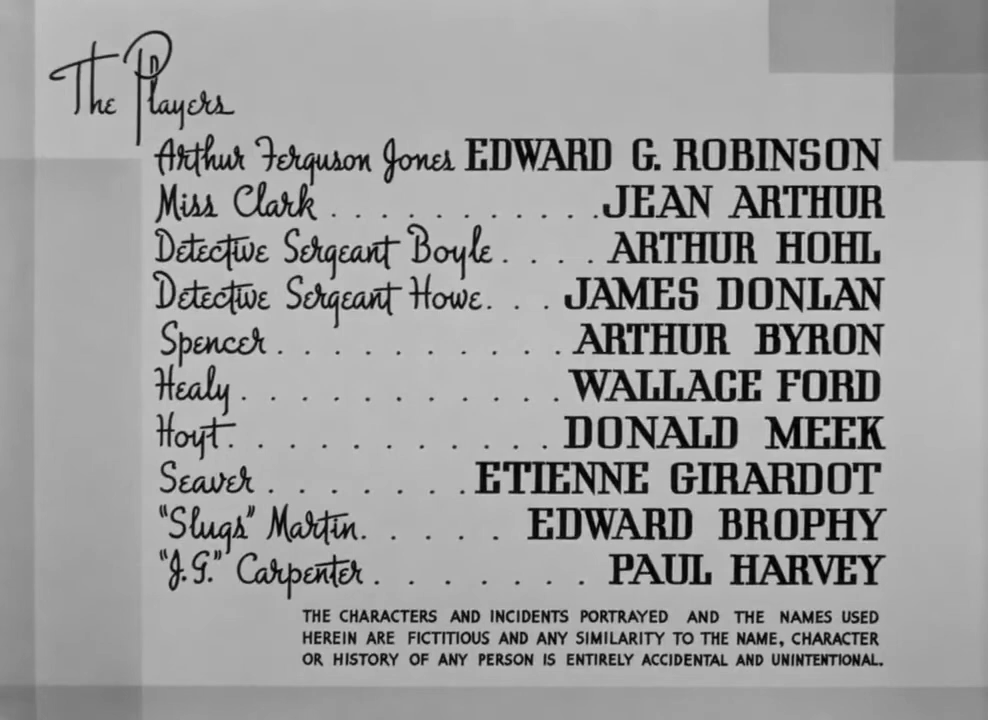 The Players
Arthur Ferguson Jones EDWARD G. ROBINSON
Miss Clark . . . . . . . . . . . . JEAN ARTHUR
Detective Sergeant Boyle . . . . ARTHUR HOHL
Detective Sergeant Howe. . . JAMES DONLAN
Spencer . . . . . . . . . . ARTHUR BYRON
Healy . . . . . . . . . . . . WALLACE FORD
Hoyt . . . . . . . . . . . . DONALD MEEK
Seaver . . . . . . . ETIENNE GIRARDOT
"Slugs" Martin. . . . . . EDWARD BROPHY
"J.G." Carpenter . . . . . . . PAUL HARVEY
THE CHARACTERS AND INCIDENTS PORTRAYED AND THE NAMES USED
HEREIN ARE FICTITIOUS AND ANY SIMILARITY TO THE NAME, CHARACTER
OR HISTORY OF ANY PERSON IS ENTIRELY ACCIDENTAL AND UNINTENTIONAL.